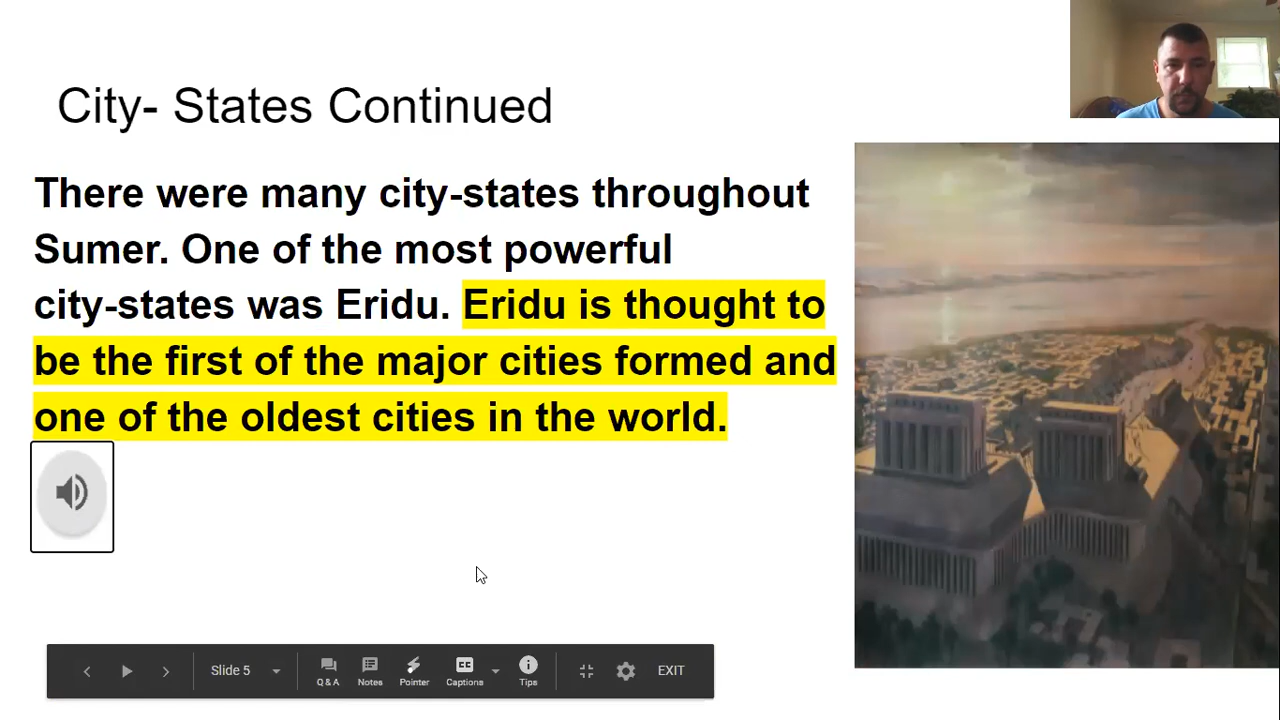 City- States Continued
There were many city-states throughout
Sumer. One of the most powerful
city-states was Eridu. Eridu is thought to
be the first of the major cities formed and
one of the oldest cities in the world.
Slide 5
Q & A
Notes
Pointer
CC
Captions
Tips
EXIT